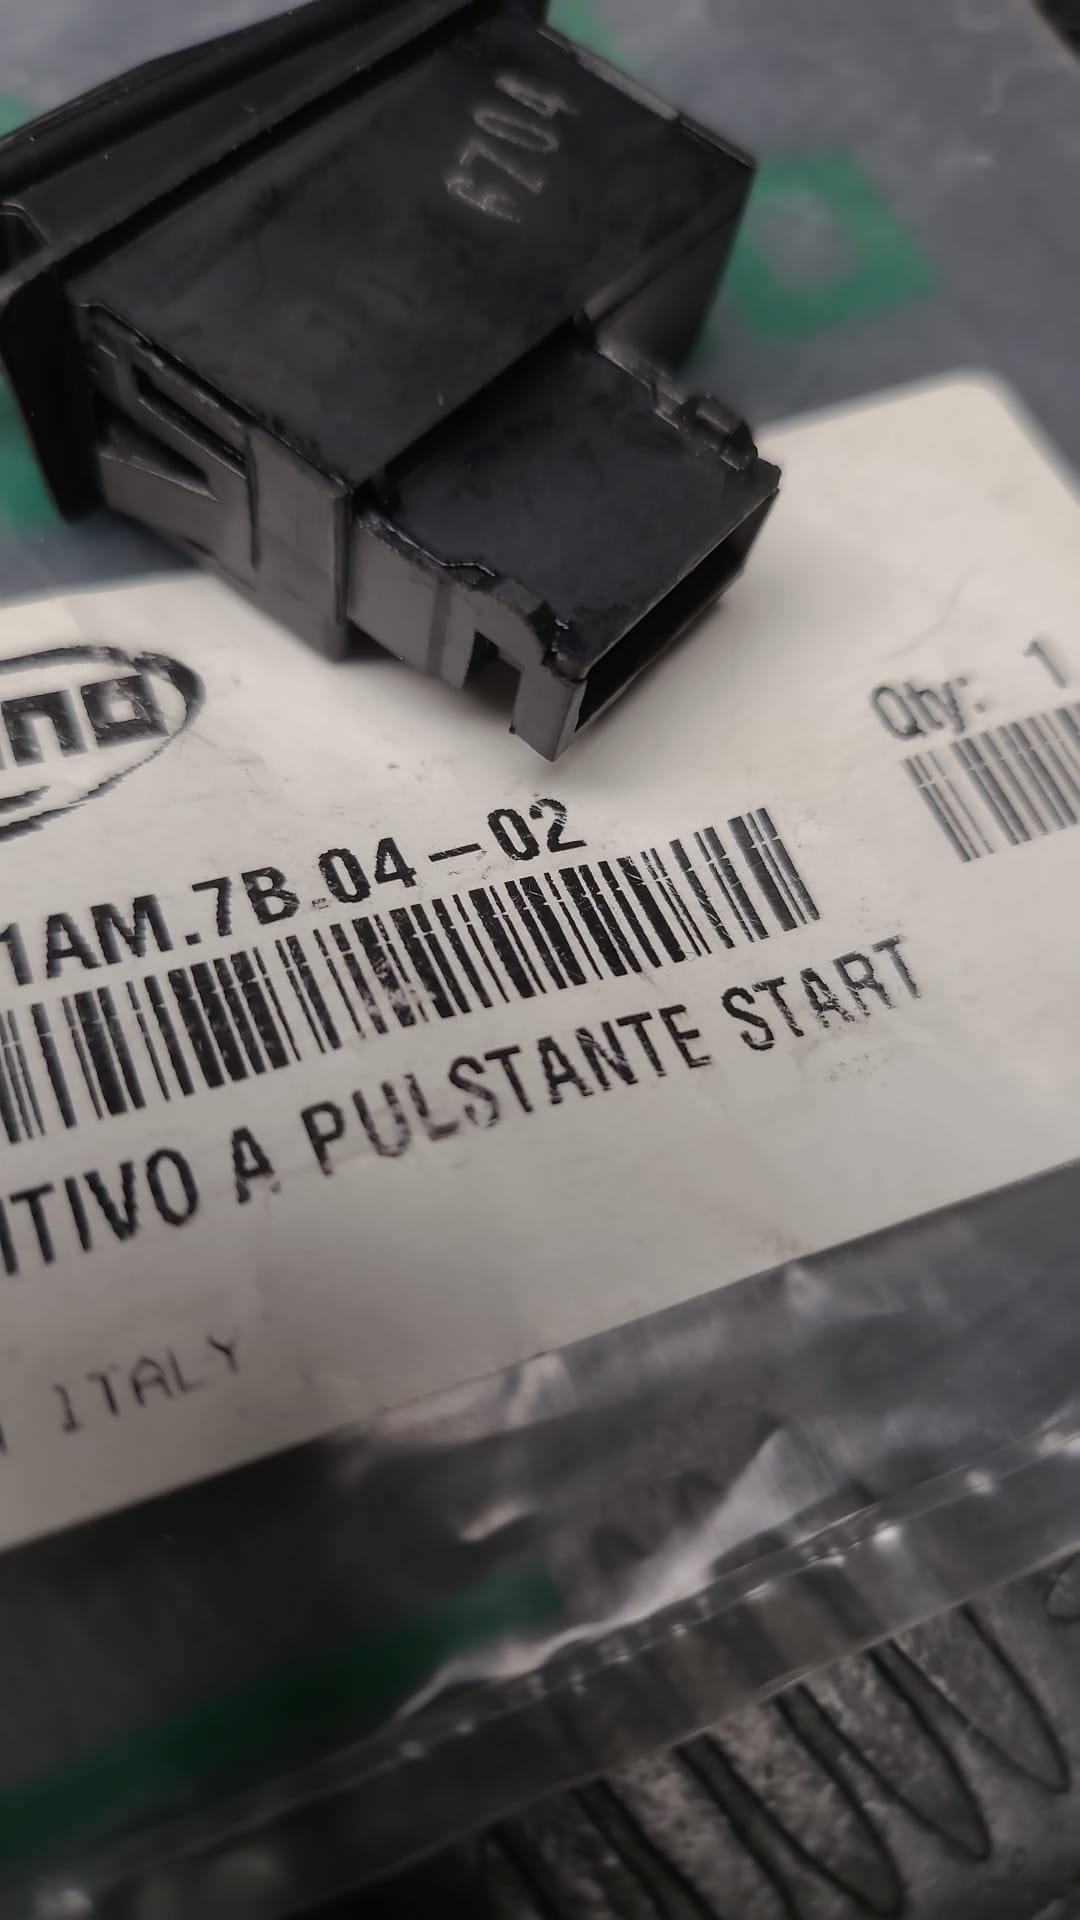 6704
Qty: 1
1AM.7B.04-02
ITIVO A PULSTANTE START
ITALY